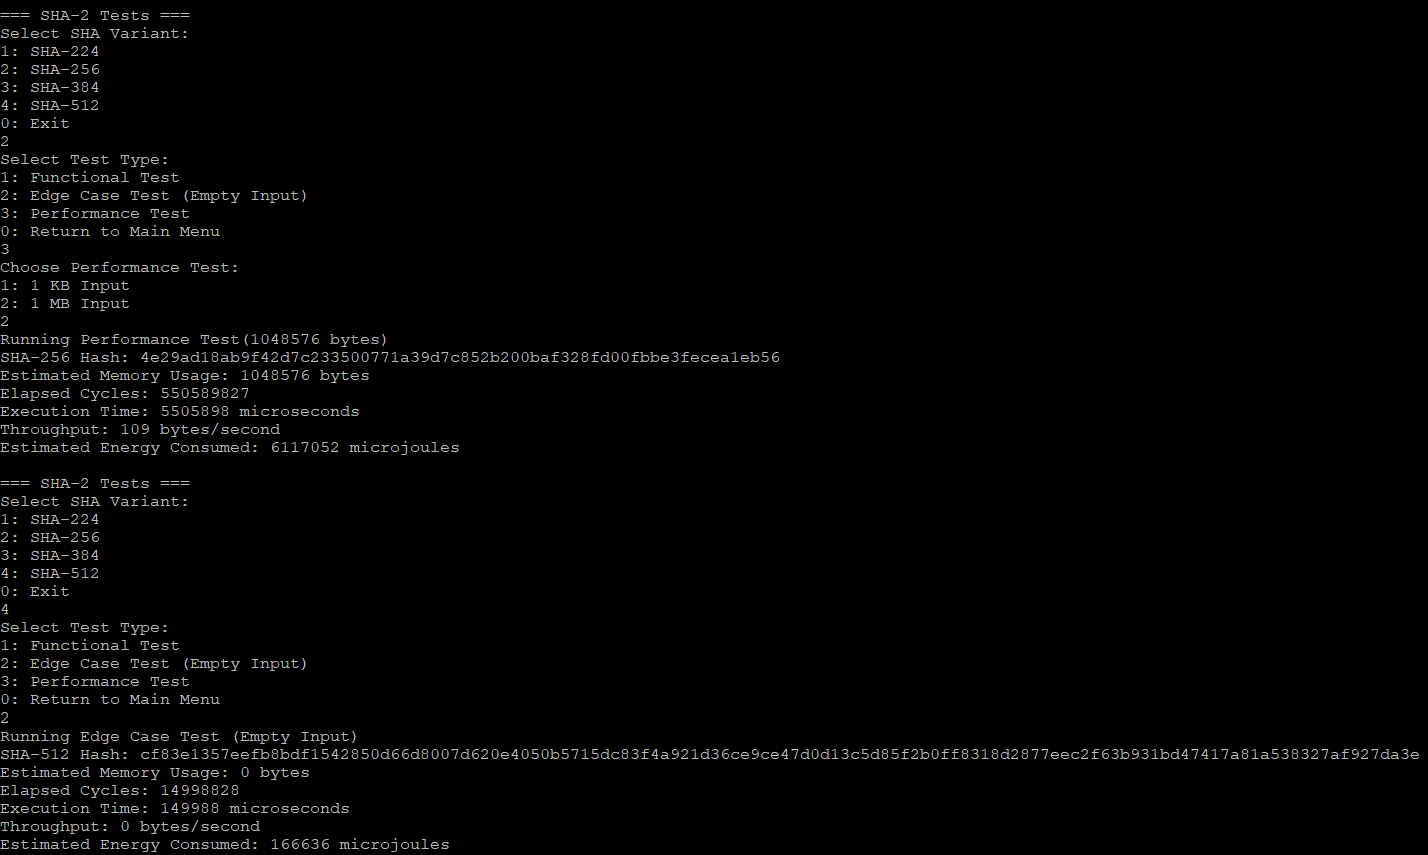 === SHA-2 Tests ===
Select SHA Variant:
1: SHA-224
2: SHA-256
3: SHA-384
4: SHA-512
0: Exit
2
Select Test Type:
1: Functional Test
2: Edge Case Test (Empty Input)
3: Performance Test
0: Return to Main Menu
3
Choose Performance Test:
1: 1 KB Input
2: 1 MB Input
2
Running Performance Test(1048576 bytes)
SHA-256 Hash: 4e29ad18ab9f42d7c233500771a39d7c852b200baf328fd00fbbe3fecea1eb56
Estimated Memory Usage: 1048576 bytes
Elapsed Cycles: 550589827
Execution Time: 5505898 microseconds
Throughput: 109 bytes/second
Estimated Energy Consumed: 6117052 microjoules
=== SHA-2 Tests ===
Select SHA Variant:
1: SHA-224
2: SHA-256
3: SHA-384
4: SHA-512
0: Exit
4
Select Test Type:
1: Functional Test
2: Edge Case Test (Empty Input)
3: Performance Test
0: Return to Main Menu
2
Running Edge Case Test (Empty Input)
SHA-512 Hash: cf83e1357eefb8bdf1542850d66d8007d620e4050b5715dc83f4a921d36ce9ce47d0d13c5d85f2b0ff8318d2877eec2f63b931bd47417a81a538327af927da3e
Estimated Memory Usage: 0 bytes
Elapsed Cycles: 14998828
Execution Time: 149988 microseconds
Throughput: 0 bytes/second
Estimated Energy Consumed: 166636 microjoules